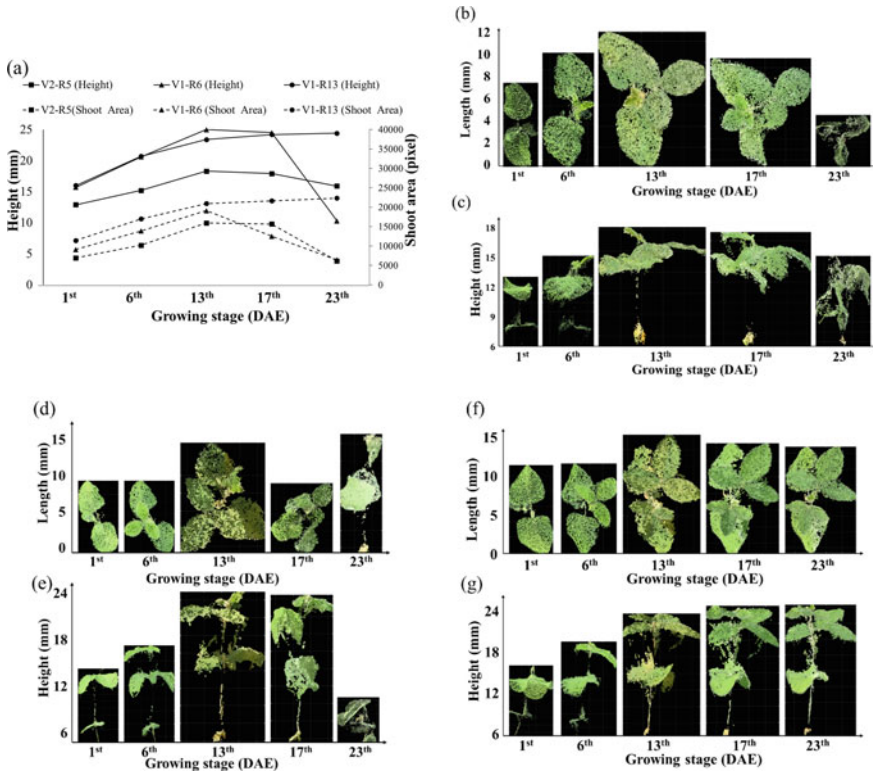 (a)
V2-R5 (Height) V1-R6 (Height) V1-R13 (Height)
V2-R5(Shoot Area) V1-R6 (Shoot Area) V1-R13 (Shoot Area)
25
20
15
10
5
0
Height (mm)
40000
35000
30000
25000
20000
15000
10000
5000
0
Shoot area (pixel)
1st 6th 13th 17th 23th
Growing stage (DAE)
(b)
12
10
8
6
4
2
0
Length (mm)
1st 6th 13th 17th 23th
Growing stage (DAE)
(c)
18
15
12
9
6
Height (mm)
1st 6th 13th 17th 23th
Growing stage (DAE)
(d)
15
10
5
0
Length (mm)
1st 6th 13th 17th 23th
Growing stage (DAE)
(e)
24
18
12
6
Height (mm)
1st 6th 13th 17th 23th
Growing stage (DAE)
(f)
15
10
5
0
Length (mm)
1st 6th 13th 17th 23th
Growing stage (DAE)
(g)
24
18
12
6
Height (mm)
1st 6th 13th 17th 23th
Growing stage (DAE)